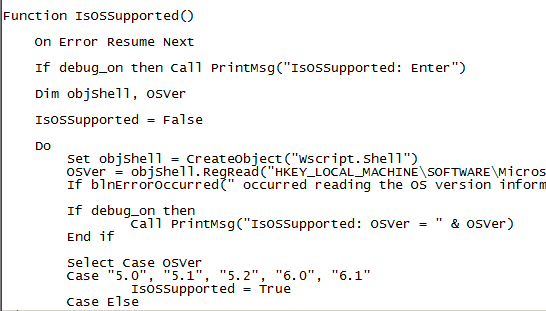 Function IsOSSupported()
On Error Resume Next
If debug_on then Call PrintMsg("IsOSSupported: Enter")
Dim objShell, OSVer
IsOSSupported = False
Do
Set objShell = CreateObject("Wscript.Shell")
OSVer = objShell.RegRead("HKEY_LOCAL_MACHINE\SOFTWARE\Micros
If blnErrorOccurred(" occurred reading the OS version inform
If debug_on then
Call PrintMsg("IsOSSupported: OSVer = " & OSVer)
End if
Select Case OSVer
Case "5.0", "5.1", "5.2", "6.0", "6.1"
IsOSSupported = True
Case Else